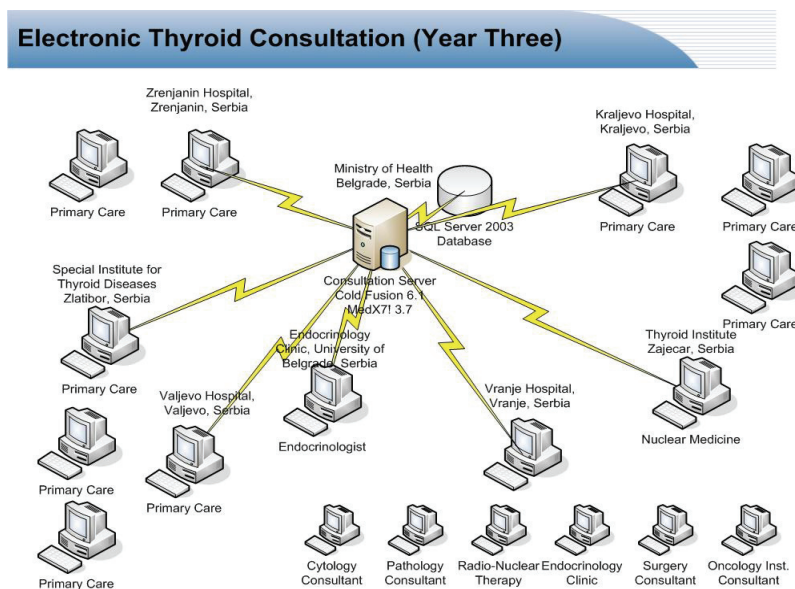 Electronic Thyroid Consultation (Year Three)
Zrenjanin Hospital,
Zrenjanin, Serbia
Kraljevo Hospital,
Kraljevo, Serbia
Ministry of Health
Belgrade, Serbia
Primary Care
Primary Care
SQL Server 2003
Database
Primary Care
Primary Care
Special Institute for
Thyroid Diseases
Zlatibor, Serbia
Consultation Server
Cold Fusion 6.1
MedX7! 3.7
Primary Care
Endocrinology
Clinic, University of
Belgrade, Serbia
Thyroid Institute
Zajecar, Serbia
Primary Care
Valjevo Hospital,
Valjevo, Serbia
Vranje Hospital,
Vranje, Serbia
Endocrinologist
Nuclear Medicine
Primary Care
Primary Care
Primary Care
Cytology
Consultant
Pathology
Consultant
Radio-Nuclear
Therapy
Endocrinology
Clinic
Surgery
Consultant
Oncology Inst.
Consultant